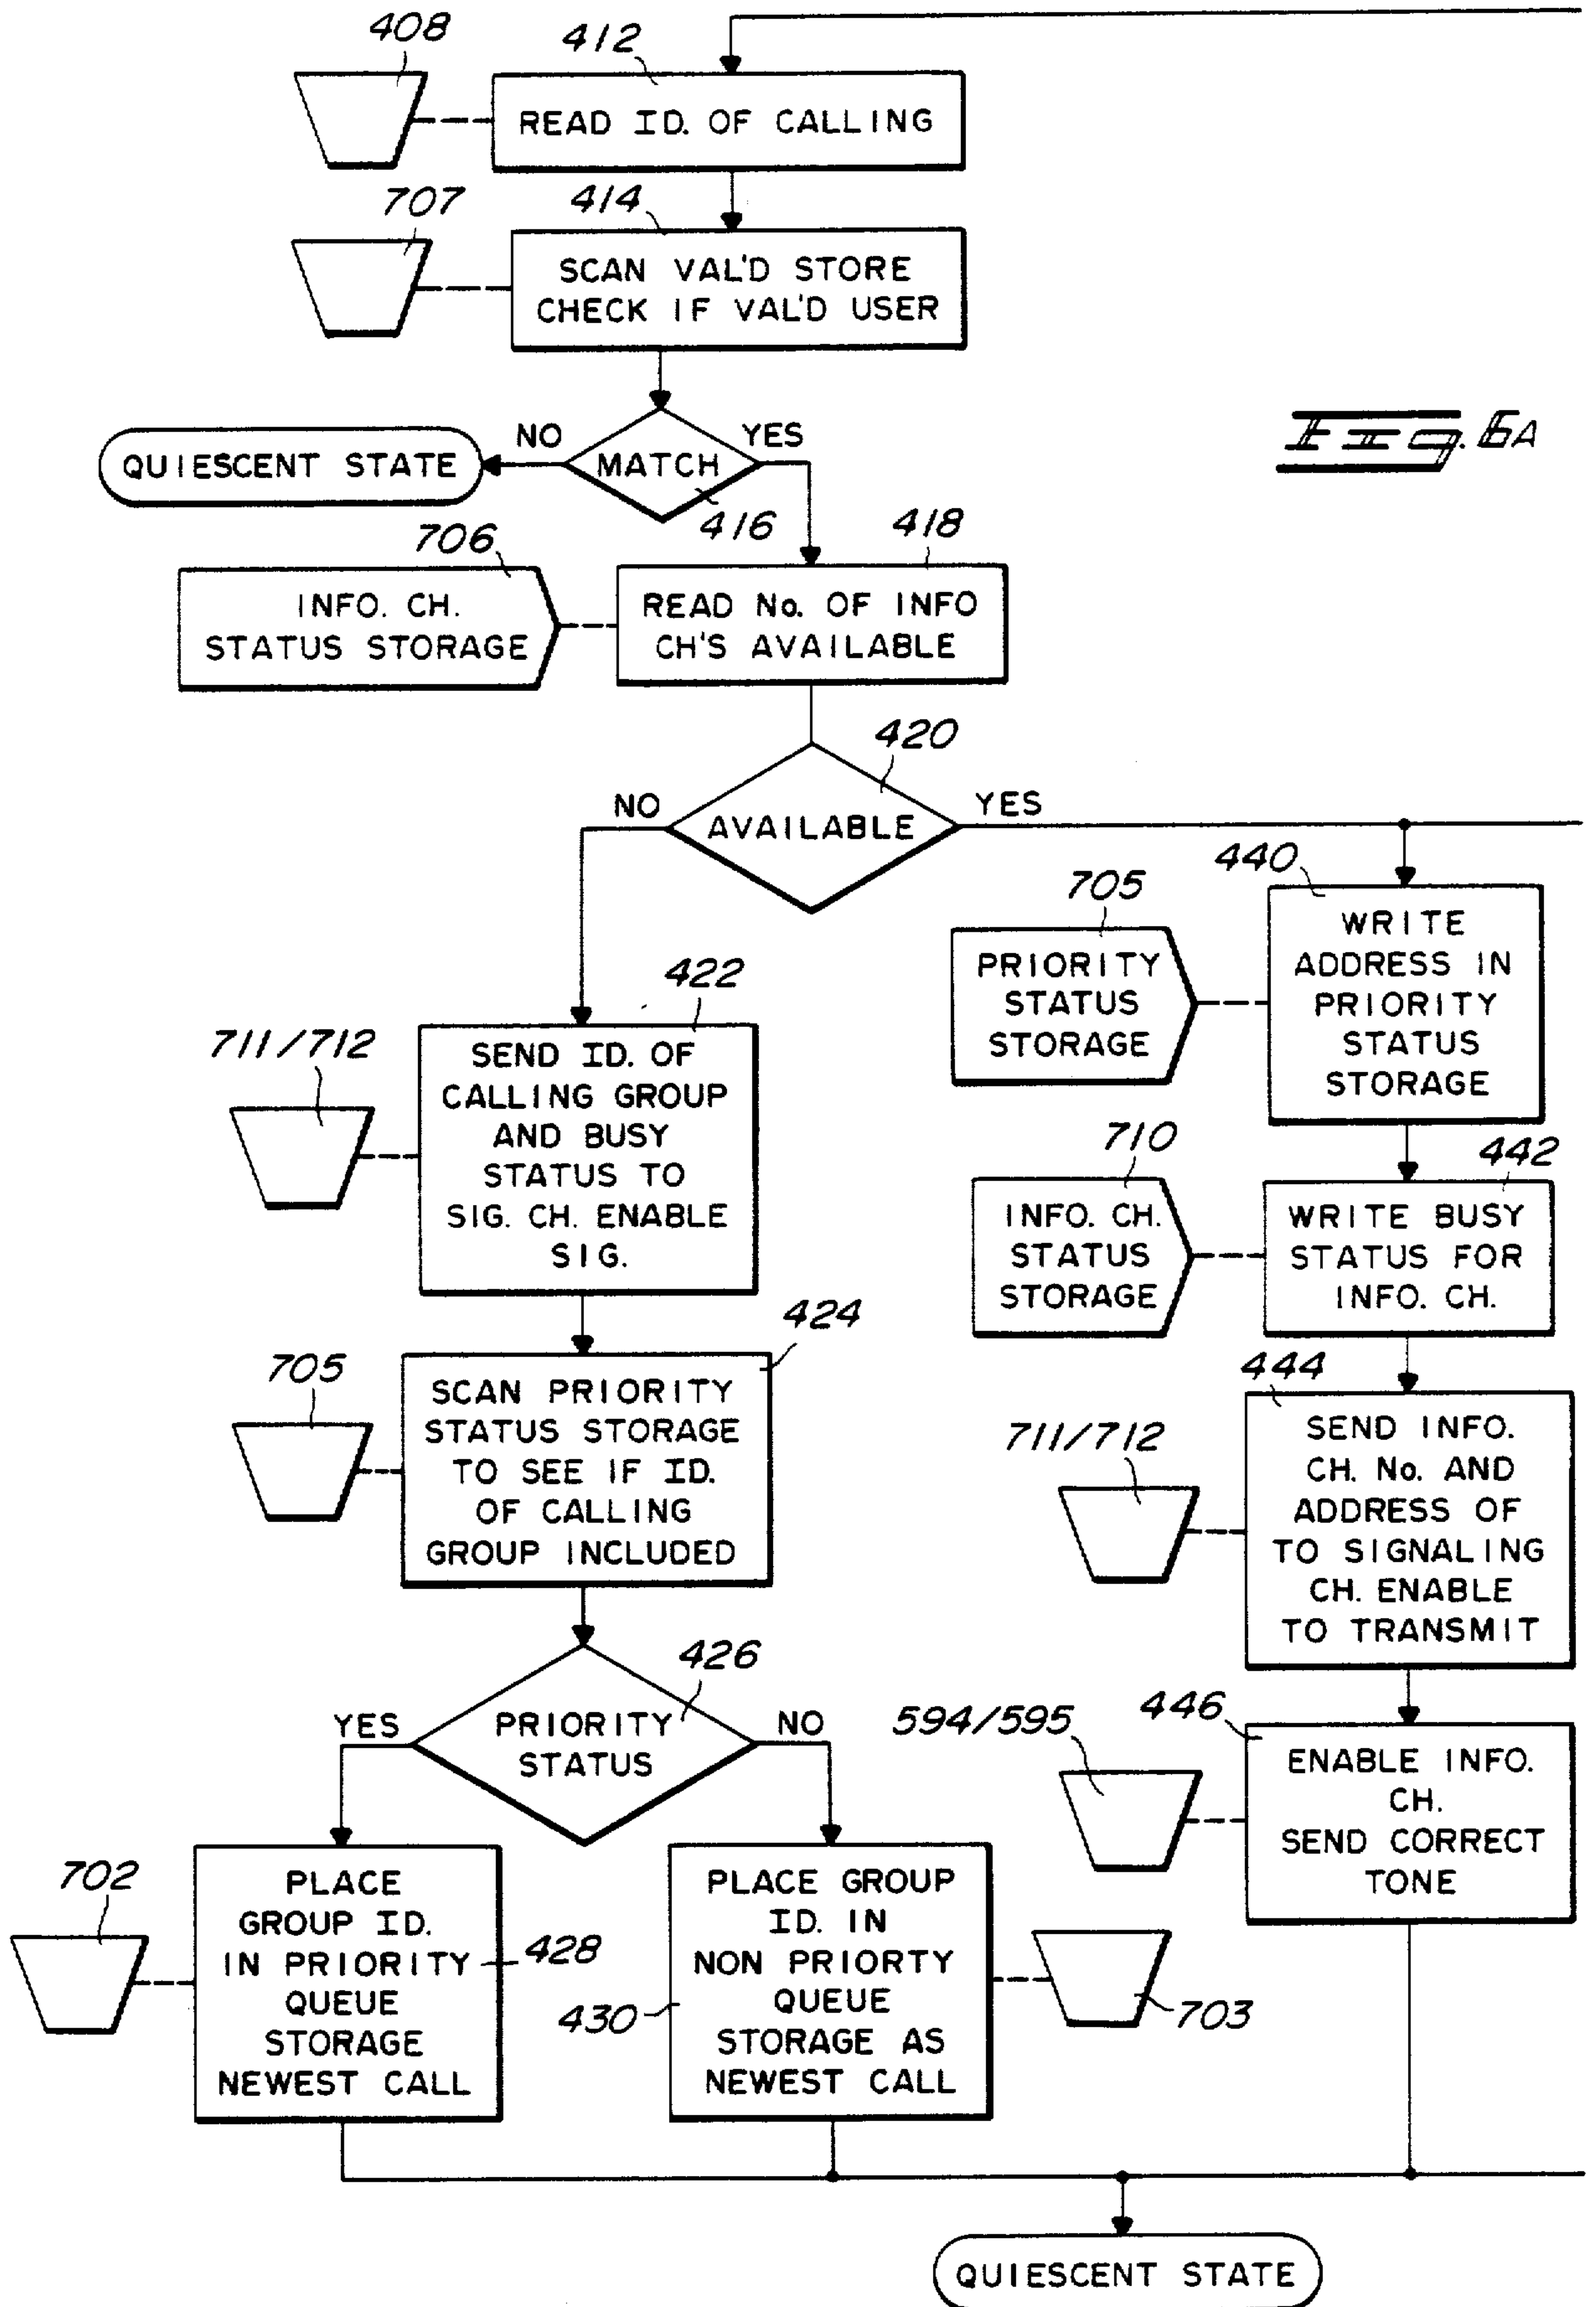 408
412
READ ID. OF CALLING
707
414
SCAN VAL'D STORE
CHECK IF VAL'D USER
NO
YES
QUIESCENT STATE
MATCH
416
Fig. 6A
706
418
INFO. CH.
STATUS STORAGE
READ No. OF INFO
CH'S AVAILABLE
420
NO
YES
AVAILABLE
440
705
WRITE
ADDRESS IN
PRIORITY
STATUS
STORAGE
PRIORITY
STATUS
STORAGE
422
711/712
SEND ID. OF
CALLING GROUP
AND BUSY
STATUS TO
SIG. CH. ENABLE
SIG.
710
442
INFO. CH.
STATUS
STORAGE
WRITE BUSY
STATUS FOR
INFO. CH.
424
705
SCAN PRIORITY
STATUS STORAGE
TO SEE IF ID.
OF CALLING
GROUP INCLUDED
444
711/712
SEND INFO.
CH. No. AND
ADDRESS OF
TO SIGNALING
CH. ENABLE
TO TRANSMIT
426
YES
PRIORITY
STATUS
NO
594/595
446
ENABLE INFO.
CH.
SEND CORRECT
TONE
702
PLACE
GROUP ID.
IN PRIORITY
QUEUE
STORAGE
NEWEST CALL
428
PLACE GROUP
ID. IN
NON PRIORTY
QUEUE
STORAGE AS
NEWEST CALL
430
703
QUIESCENT STATE